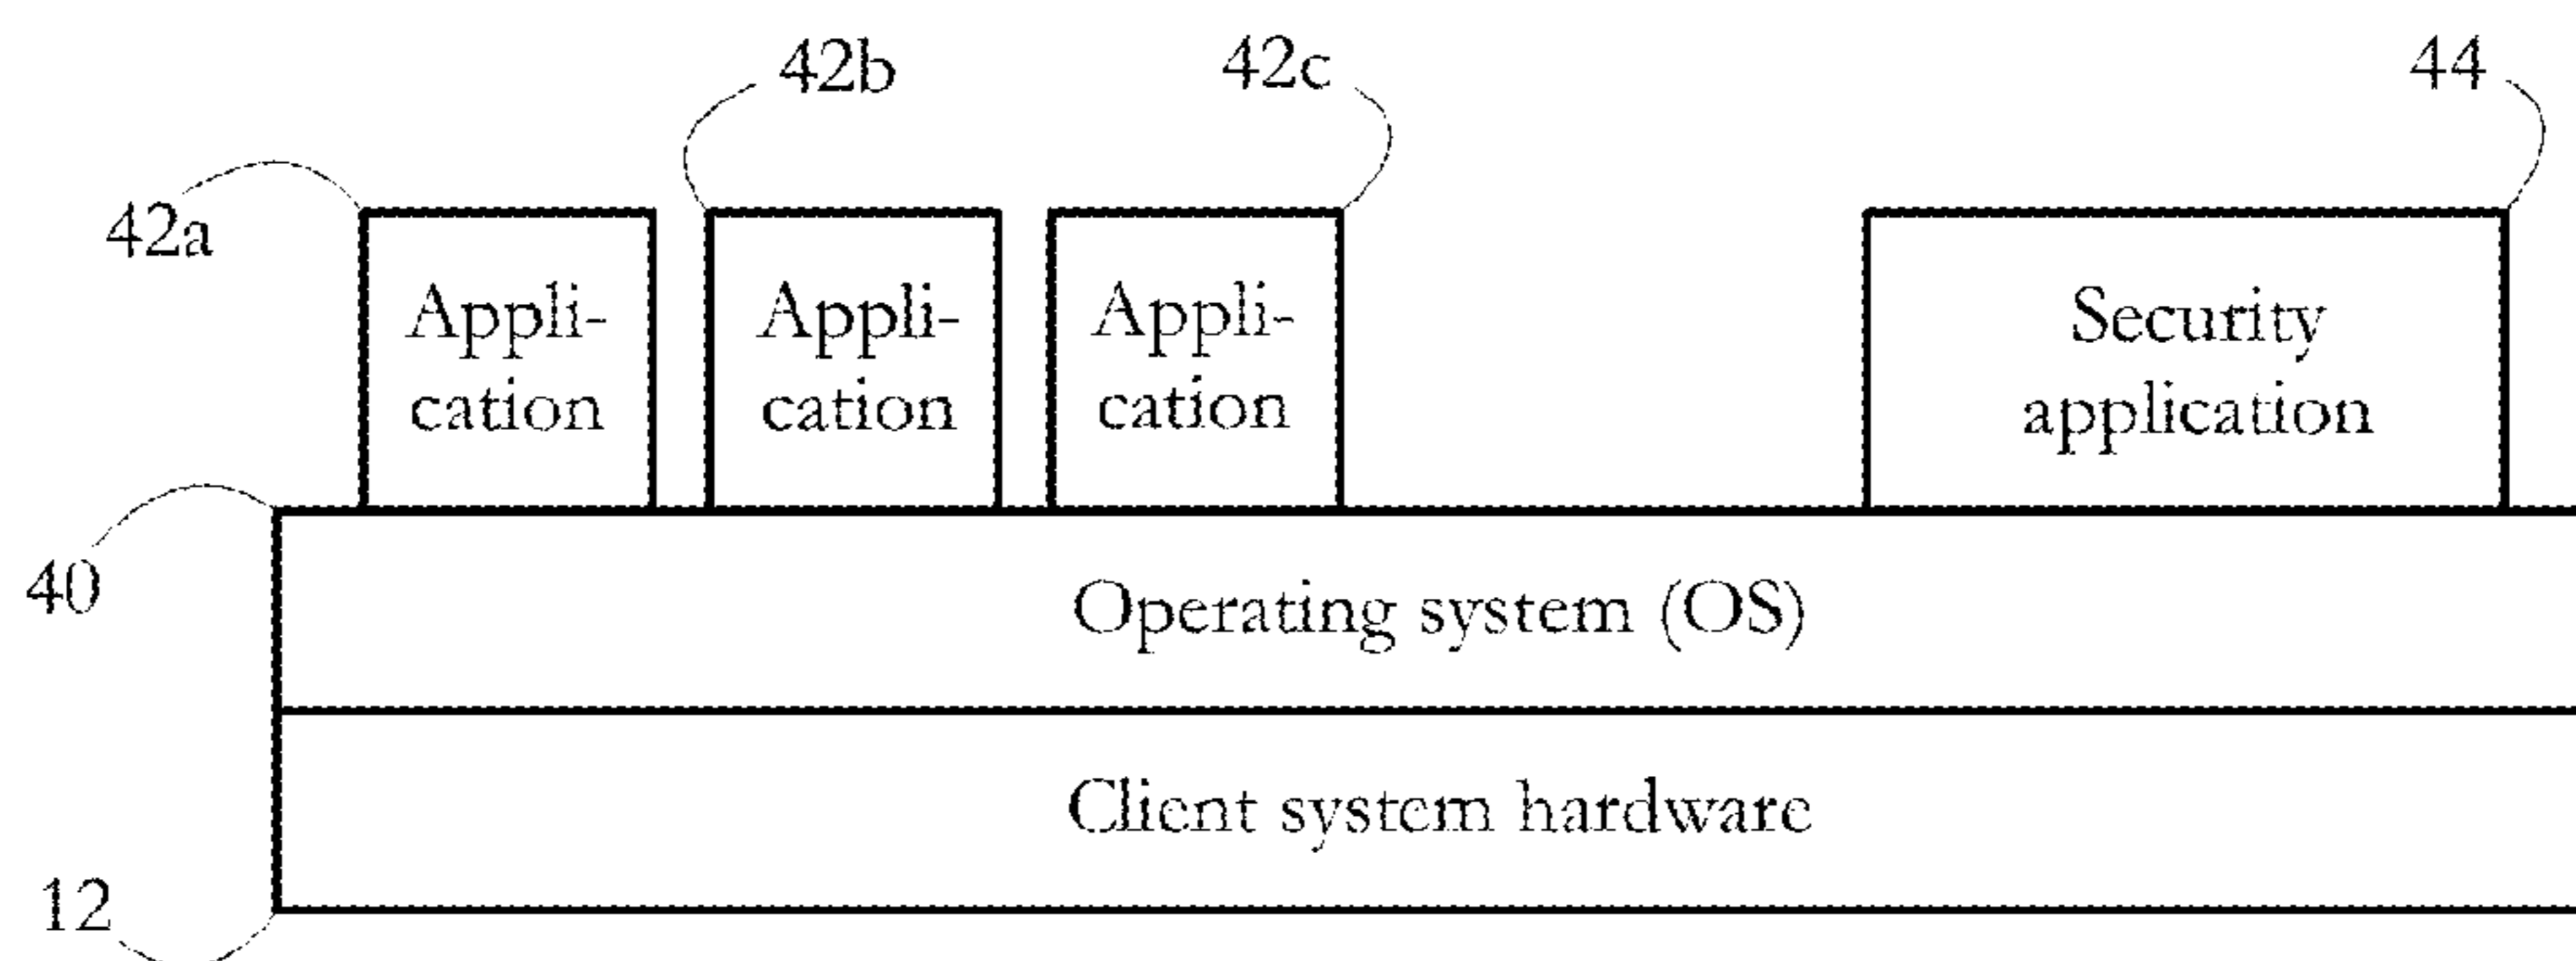 42b
42c
44
42a
Appli-
cation
Appli-
cation
Appli-
cation
Security
application
40
Operating system (OS)
Client system hardware
12